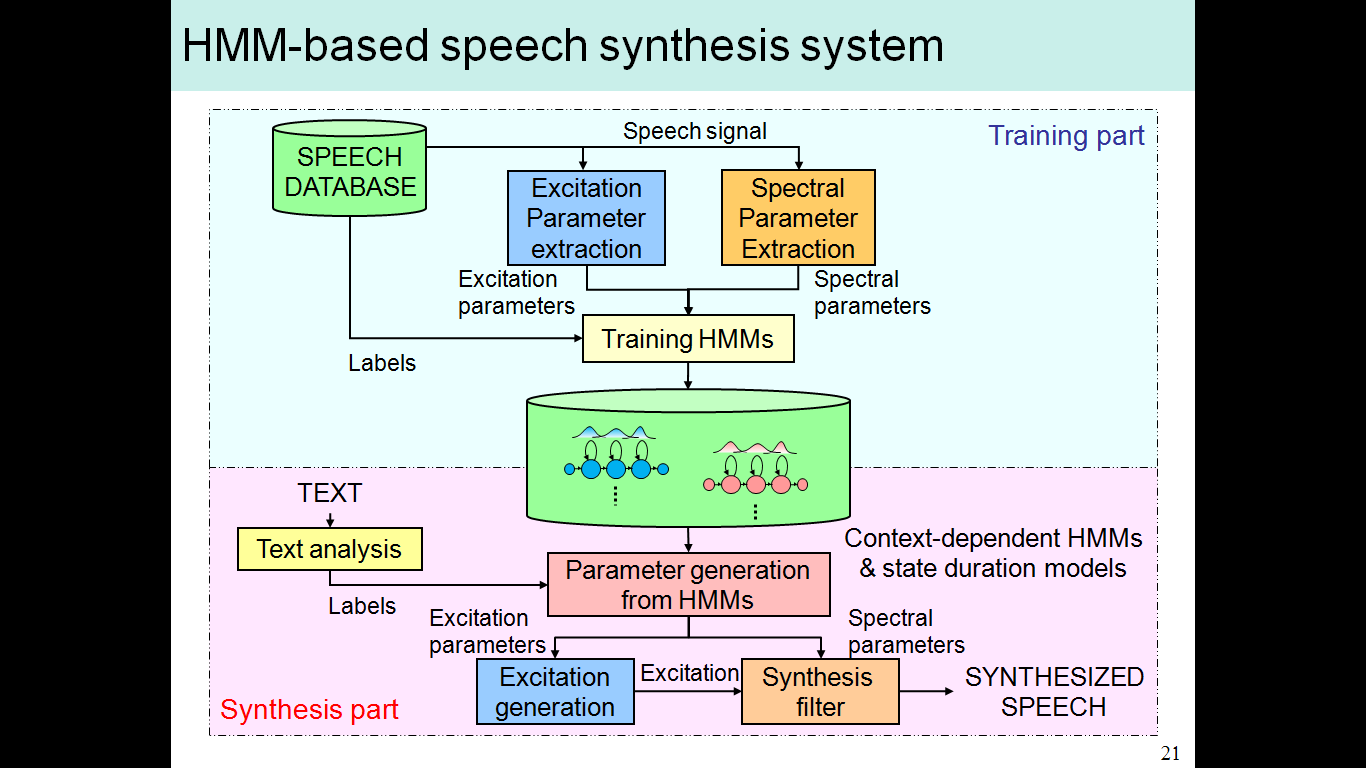 HMM-based speech synthesis system
Speech signal
Training part
SPEECH
DATABASE
Excitation
Parameter
extraction
Spectral
Parameter
Extraction
Excitation
parameters
Spectral
parameters
Training HMMs
Labels
TEXT
Text analysis
Context-dependent HMMs
& state duration models
Parameter generation
from HMMs
Labels
Excitation
parameters
Spectral
parameters
Excitation
generation
Excitation
Synthesis
filter
SYNTHESIZED
SPEECH
Synthesis part
21